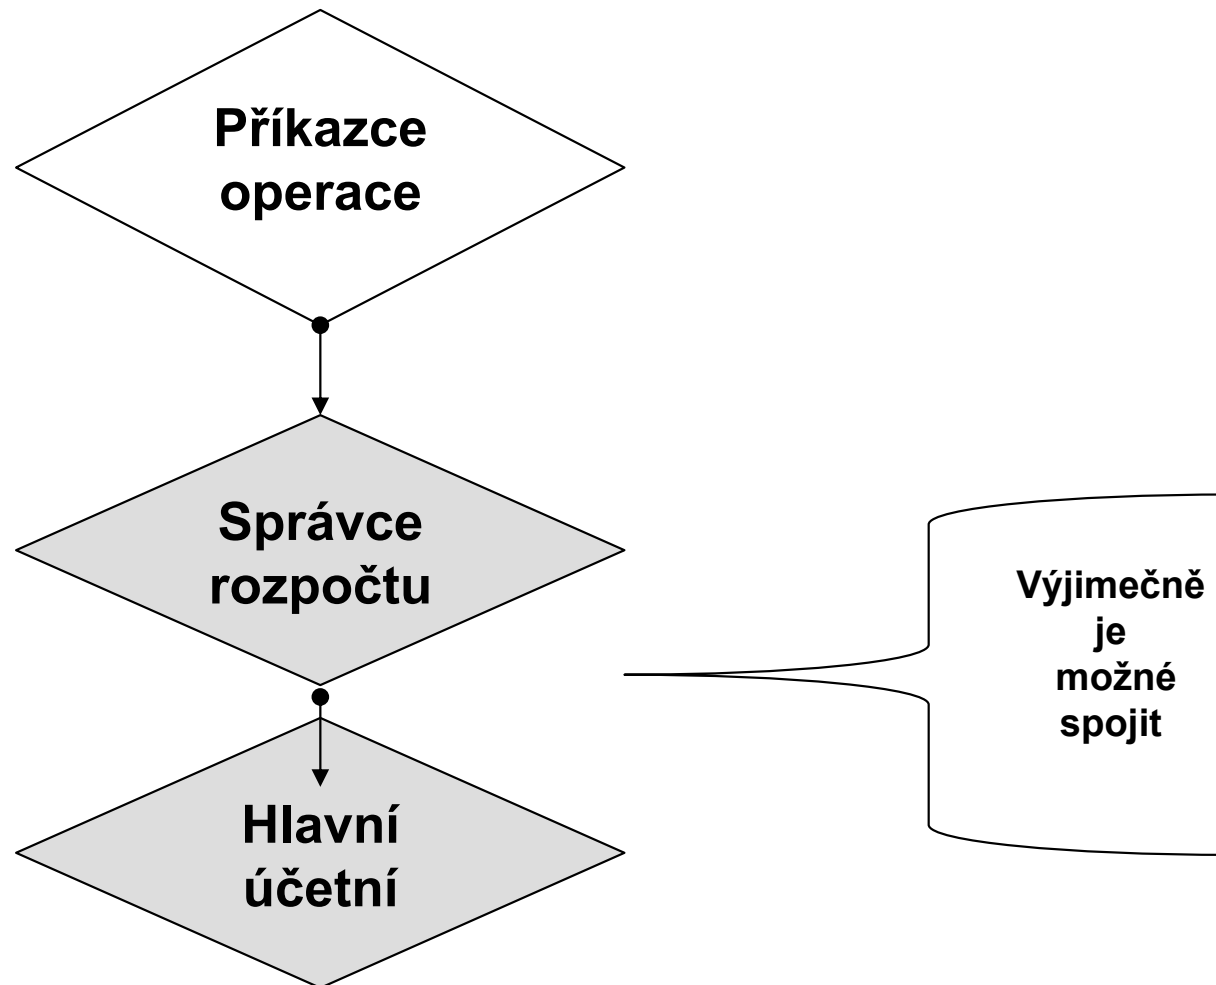 Příkazce
operace
Správce
rozpočtu
Výjimečně
je
možné
spojit
Hlavní
účetní